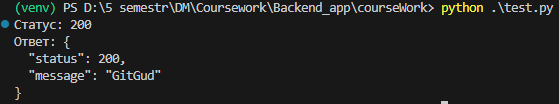 (venv) PS D:\5 semestr\DM\Coursework\Backend_app\courseWork> python .\test.py
Статус: 200
Ответ: {
  "status": 200,
  "message": "GitGud"
}